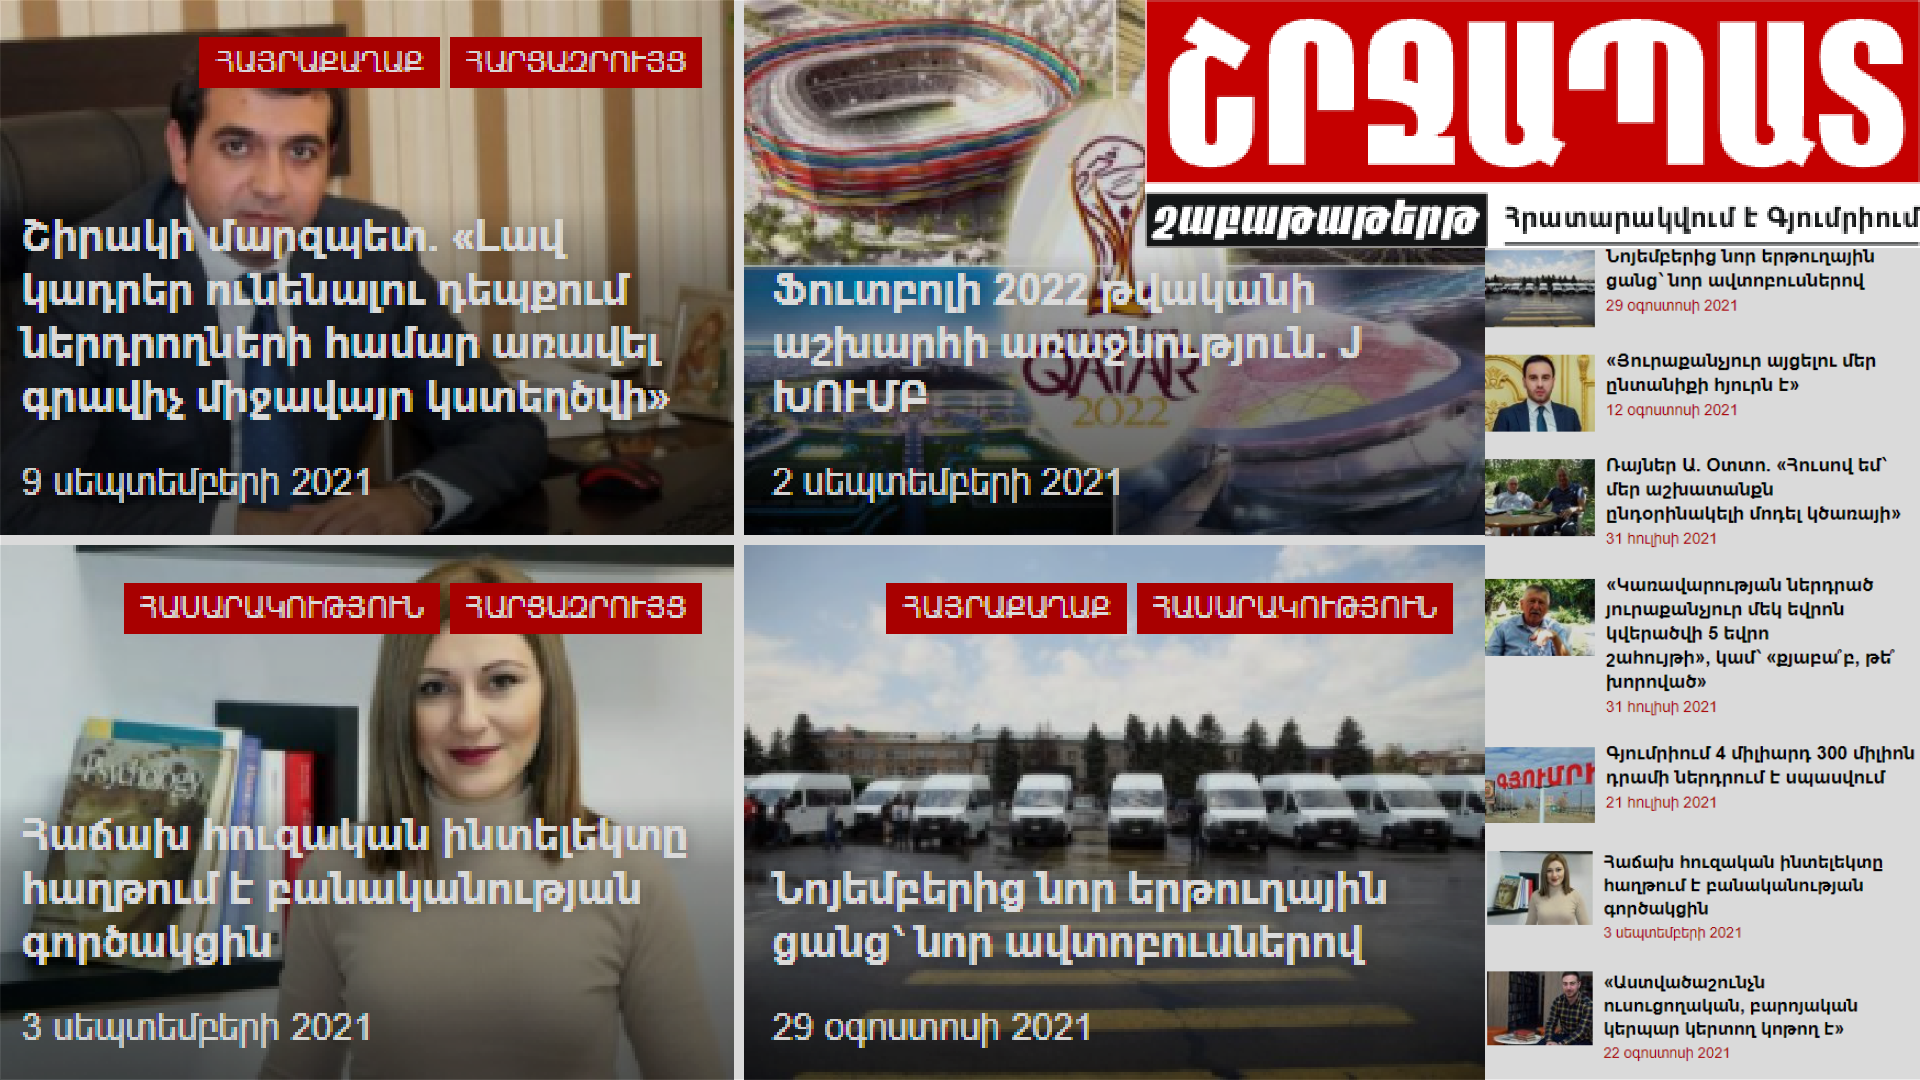 ՇՐՋԱՊԱՏ
շաբաթաթերթ
Հրատարակվում է Գյումրիում
ՀԱՅՐԱՔԱՂԱՔ
ՀԱՐՑԱԶՐՈՒՅՑ
Շիրակի մարզպետ. «Լավ
կադրեր ունենալու դեպքում
ներդրողների համար առավել
գրավիչ միջավայր կստեղծվի»
9 սեպտեմբերի 2021
Ֆուտբոլի 2022 թվականի
աշխարհի առաջնություն. J
ԽՈՒՄԲ
QATAR
2022
2 սեպտեմբերի 2021
ՀԱՍԱՐԱԿՈՒԹՅՈՒՆ
ՀԱՐՑԱԶՐՈՒՅՑ
Psychology
Հաճախ հուզական ինտելեկտը
հաղթում է բանականության
գործակցին
3 սեպտեմբերի 2021
ՀԱՅՐԱՔԱՂԱՔ
ՀԱՍԱՐԱԿՈՒԹՅՈՒՆ
Նոյեմբերից նոր երթուղային
ցանց՝ նոր ավտոբուսներով
29 օգոստոսի 2021
Նոյեմբերից նոր երթուղային
ցանց՝ նոր ավտոբուսներով
29 օգոստոսի 2021
«Յուրաքանչյուր այցելու մեր
ընտանիքի հյուրն է»
12 օգոստոսի 2021
Ռայներ Ա. Օտտո. «Հուսով եմ՝
մեր աշխատանքն
ընդօրինակելի մոդել կծառայի»
31 հուլիսի 2021
«Կառավարության ներդրած
յուրաքանչյուր մեկ եվրոն
կվերածվի 5 եվրո
շահույթի», կամ՝ «քյաբա՞բ, թե՞
խորոված»
31 հուլիսի 2021
ԳՅՈՒՄՐԻ
Գյումրիում 4 միլիարդ 300 միլիոն
դրամի ներդրում է սպասվում
21 հուլիսի 2021
Հաճախ հուզական ինտելեկտը
հաղթում է բանականության
գործակցին
3 սեպտեմբերի 2021
«Աստվածաշունչն
ուսուցողական, բարոյական
կերպար կերտող կոթող է»
22 օգոստոսի 2021